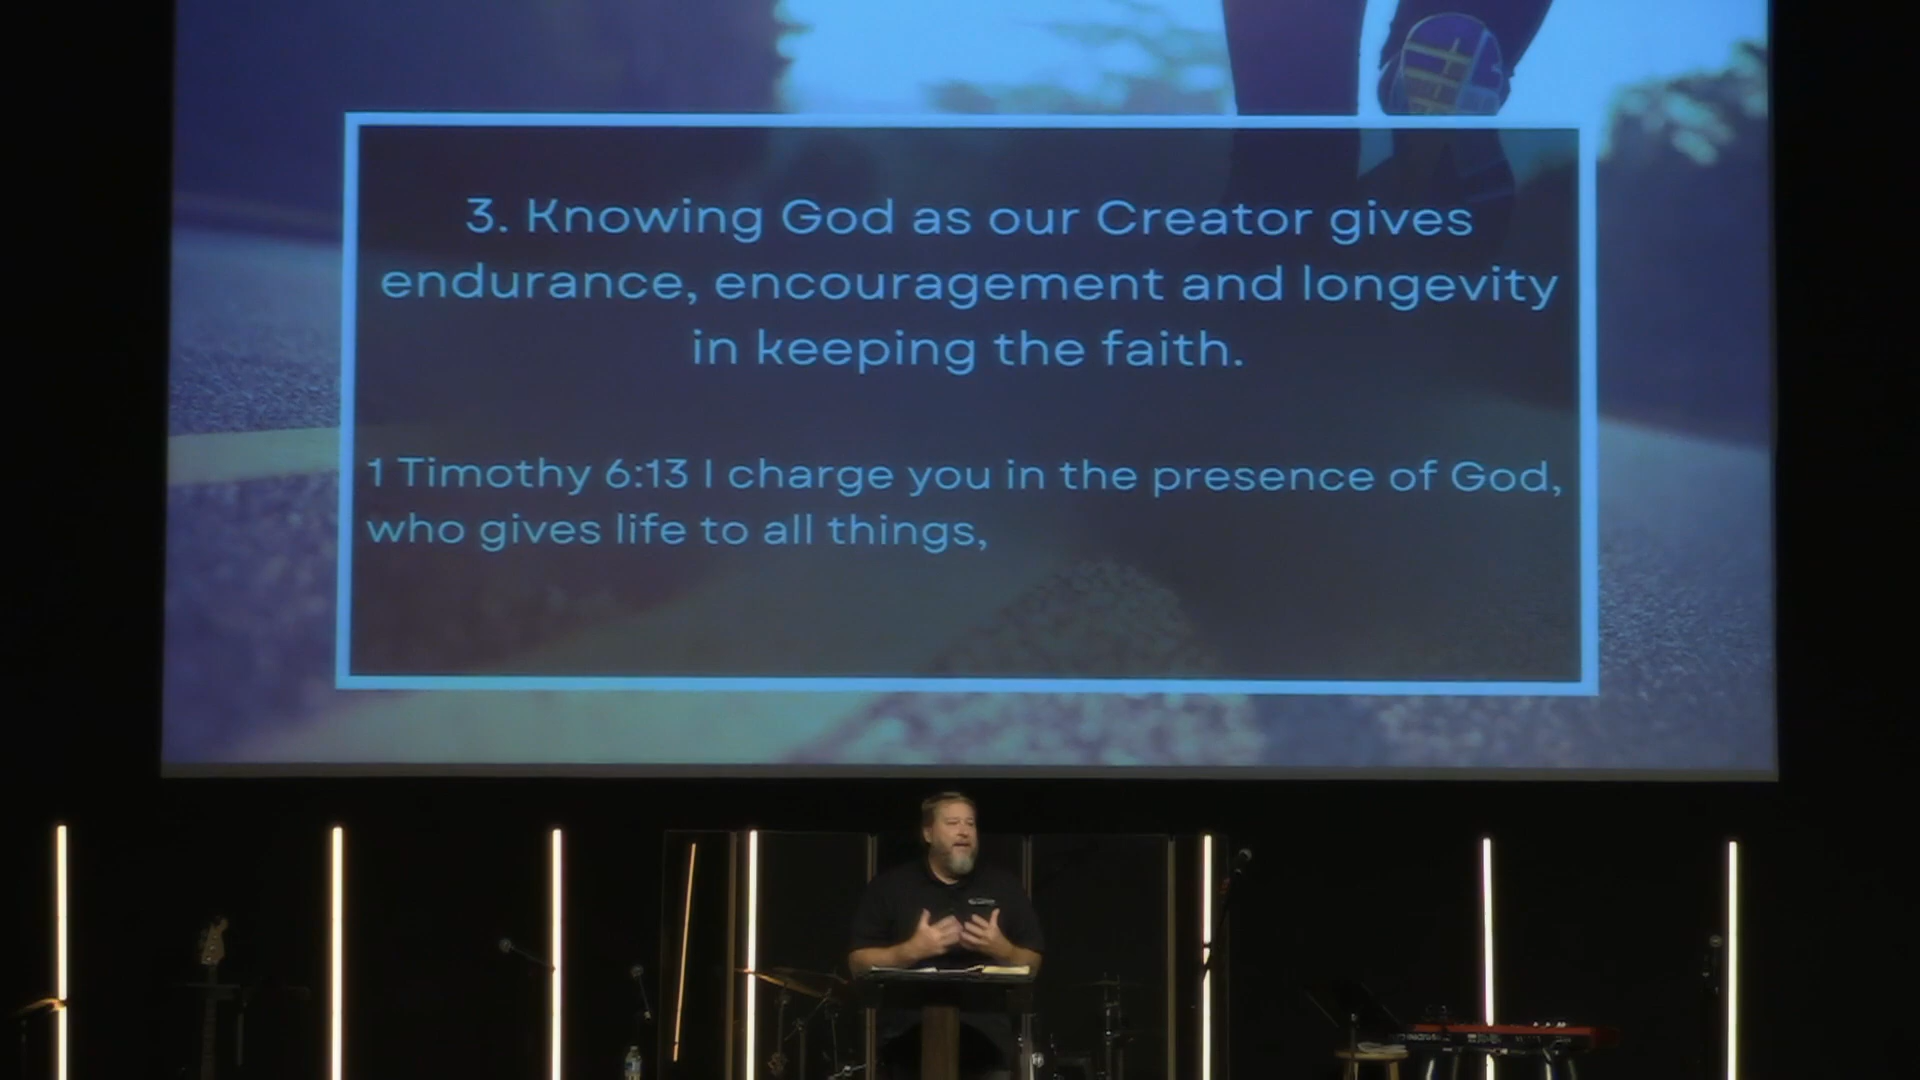 3. Knowing God as our Creator gives
endurance, encouragement and longevity
in keeping the faith.
1 Timothy 6:13 I charge you in the presence of God,
who gives life to all things,